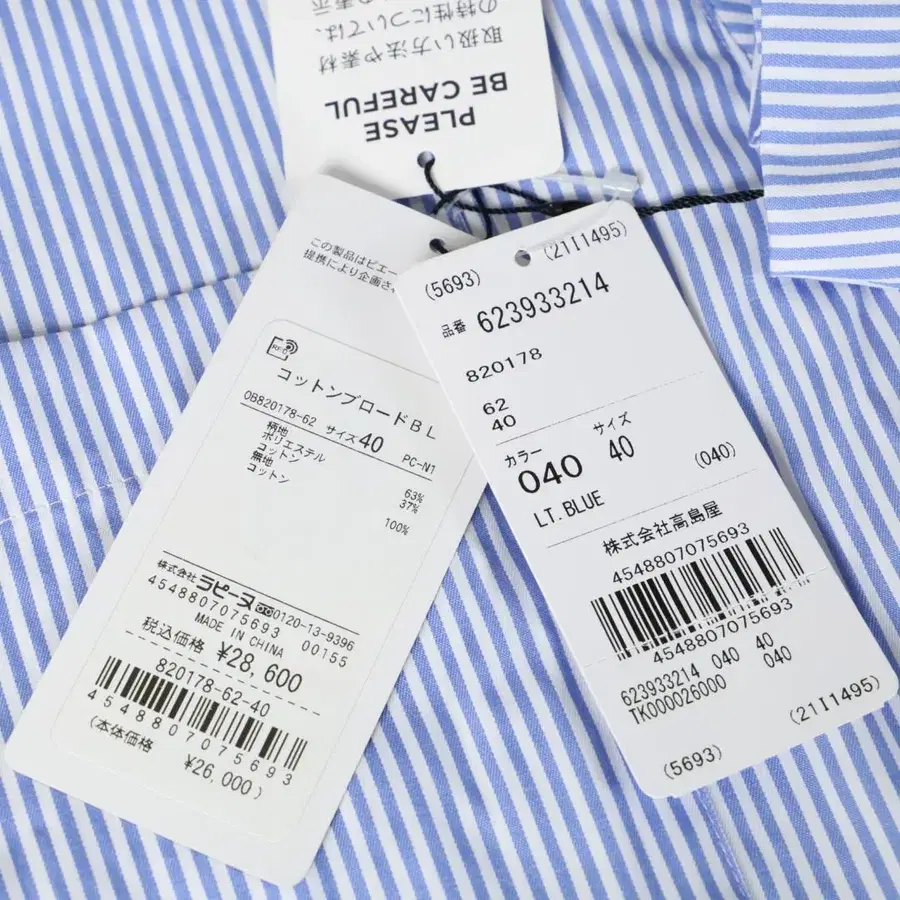 PLEASE
BE CAREFUL
取扱い方法や素材
の特性については、
の表示
この製品はピエー
提携により企画さ
コットンブロードBL
OB820178-62 サイズ 40
柄地 PC-N1
ポリエステル 63%
コットン 37%
無地
コットン 100%
株式会社 ラピーヌ 0120-13-9396
4548807075693 00155
MADE IN CHINA
税込価格 ¥28,600
820178-62-40
4548807075693
(本体価格 ¥26,000)
(5693) (21I1495)
品番 623933214
820178
62
40
カラー サイズ
040 40
LT.BLUE (040)
株式会社高島屋
4548807075693
4548807075693
623933214 040 40
TK000026000 040
(5693) (21I1495)